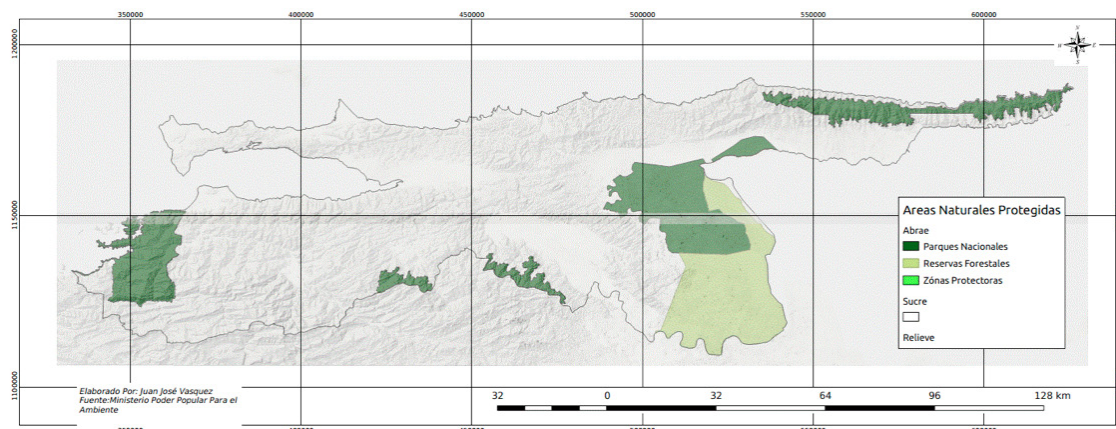 350000 400000 450000 500000 550000 600000
1200000
N
W E
S
1150000
Areas Naturales Protegidas
Abrae
Parques Nacionales
Reservas Forestales
Zónas Protectoras
Sucre
Relieve
1100000
Elaborado Por: Juan José Vasquez
Fuente:Ministerio Poder Popular Para el
Ambiente
32 0 32 64 96 128 km